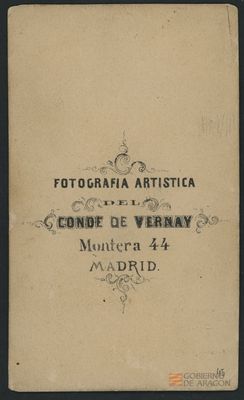 FOTOGRAFIA ARTISTICA
DEL
CONDE DE VERNAY
Montera 44
MADRID.
GOBIERNO
DE ARAGON